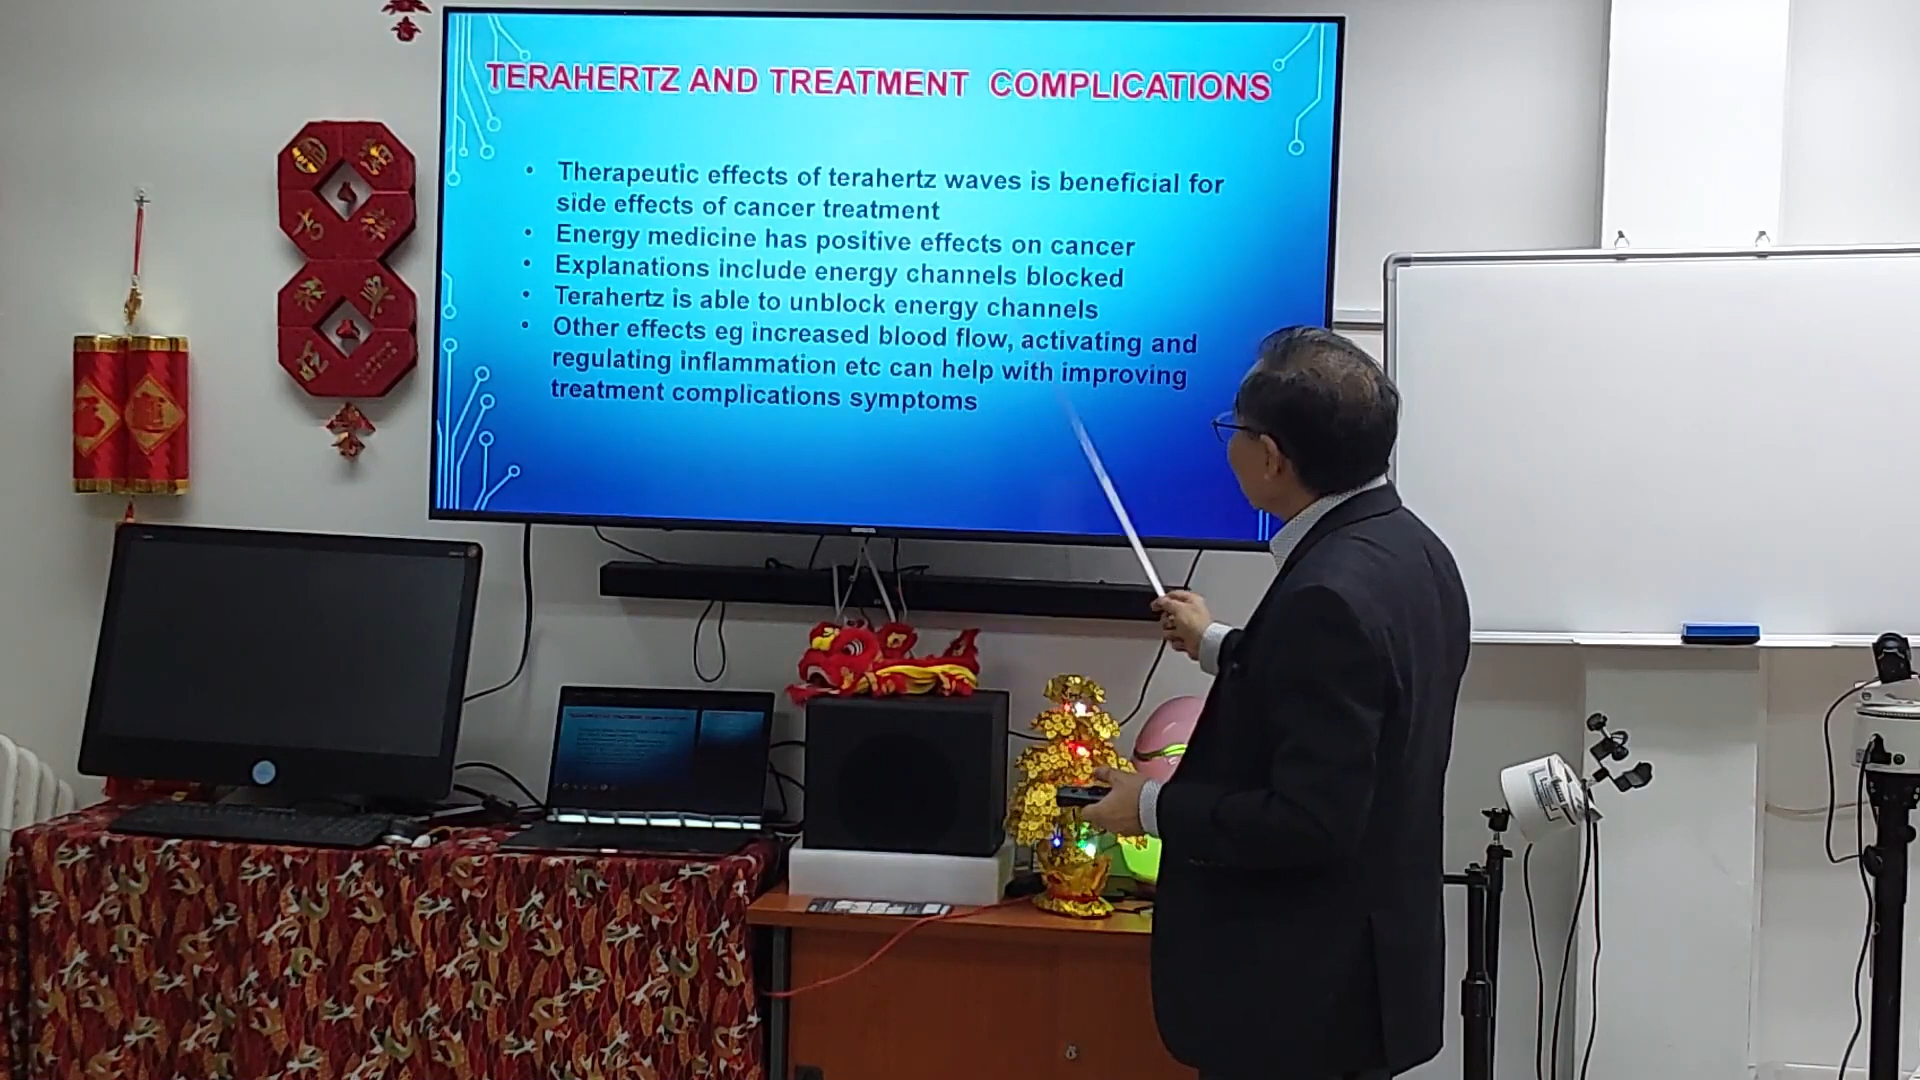 TERAHERTZ AND TREATMENT COMPLICATIONS
• Therapeutic effects of terahertz waves is beneficial for
side effects of cancer treatment
• Energy medicine has positive effects on cancer
• Explanations include energy channels blocked
• Terahertz is able to unblock energy channels
• Other effects eg increased blood flow, activating and
regulating inflammation etc can help with improving
treatment complications symptoms